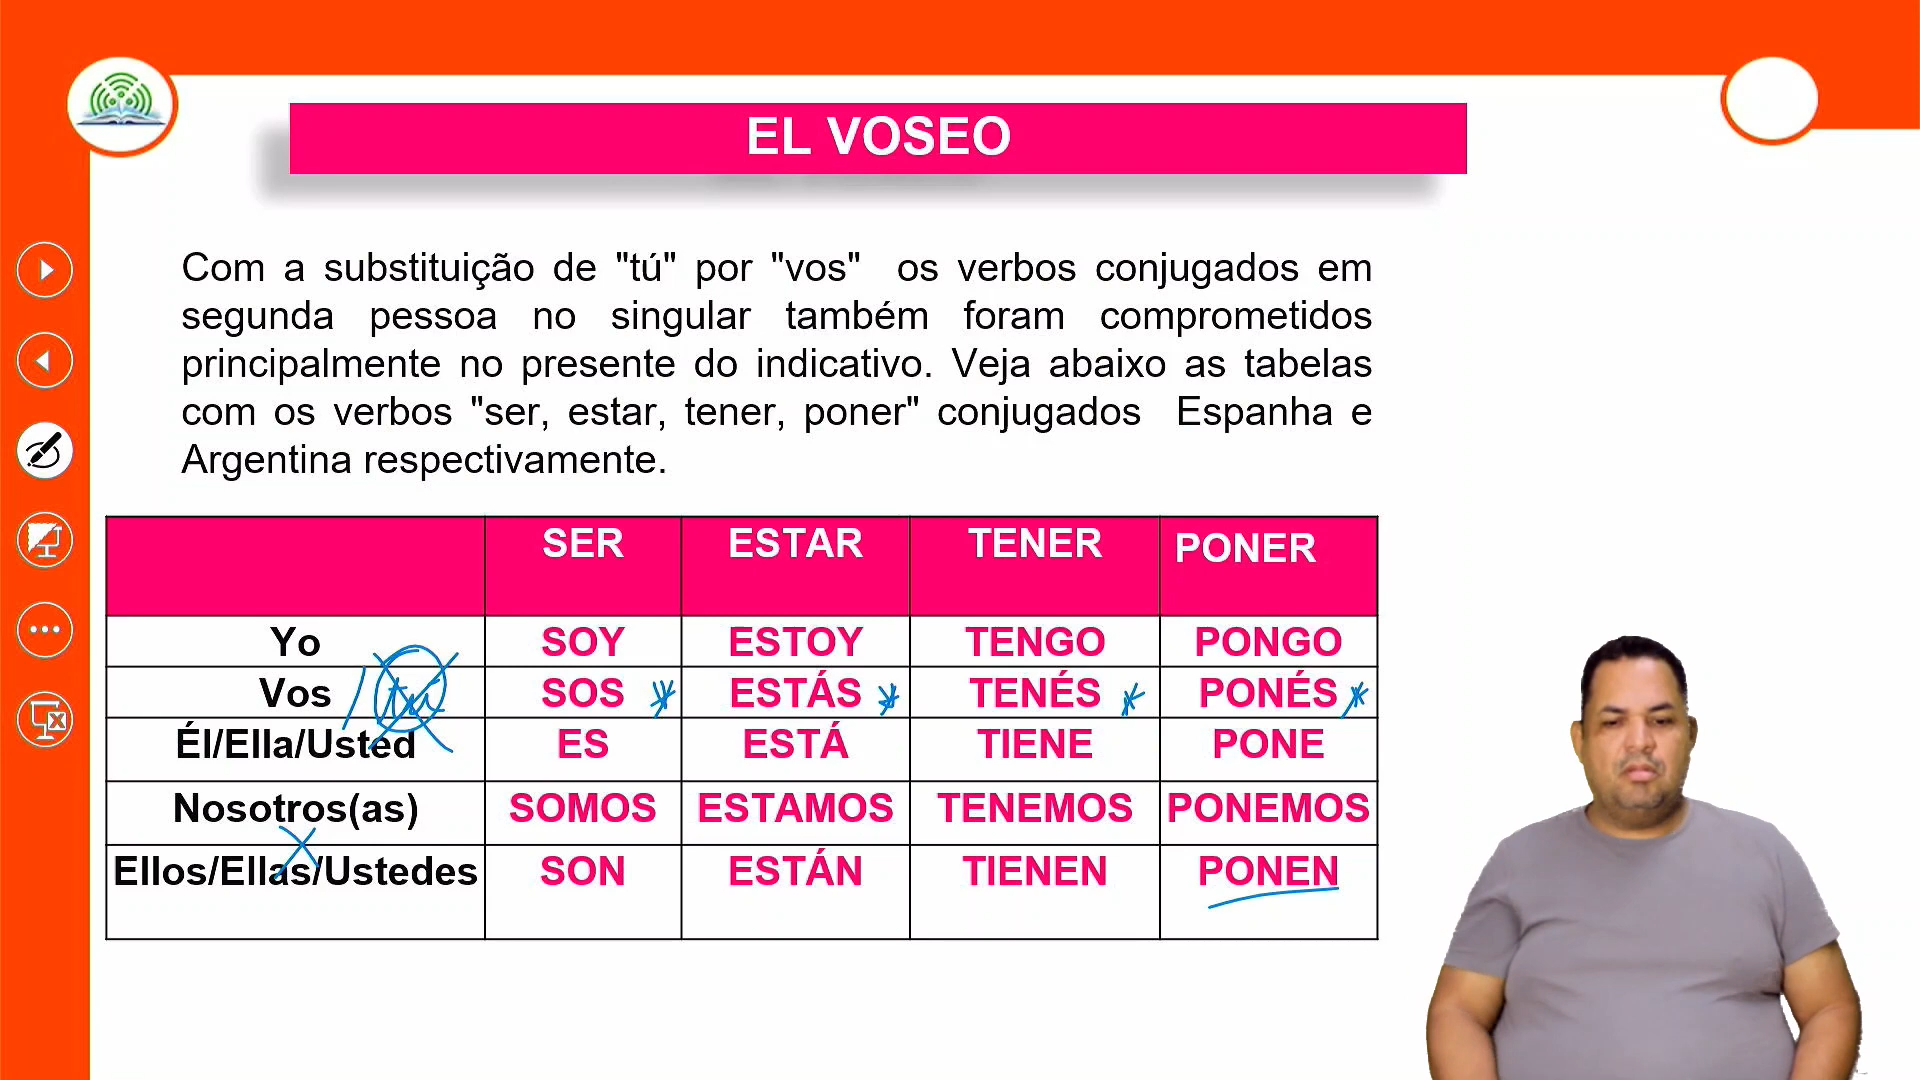 EL VOSEO
Com a substituição de "tú" por "vos" os verbos conjugados em
segunda pessoa no singular também foram comprometidos
principalmente no presente do indicativo. Veja abaixo as tabelas
com os verbos "ser, estar, tener, poner" conjugados Espanha e
Argentina respectivamente.
SER ESTAR TENER PONER
Yo SOY ESTOY TENGO PONGO
Vos / tu SOS * ESTÁS * TENÉS * PONÉS *
Él/Ella/Usted ES ESTÁ TIENE PONE
Nosotros(as) SOMOS ESTAMOS TENEMOS PONEMOS
Ellos/Ellas/Ustedes SON ESTÁN TIENEN PONEN